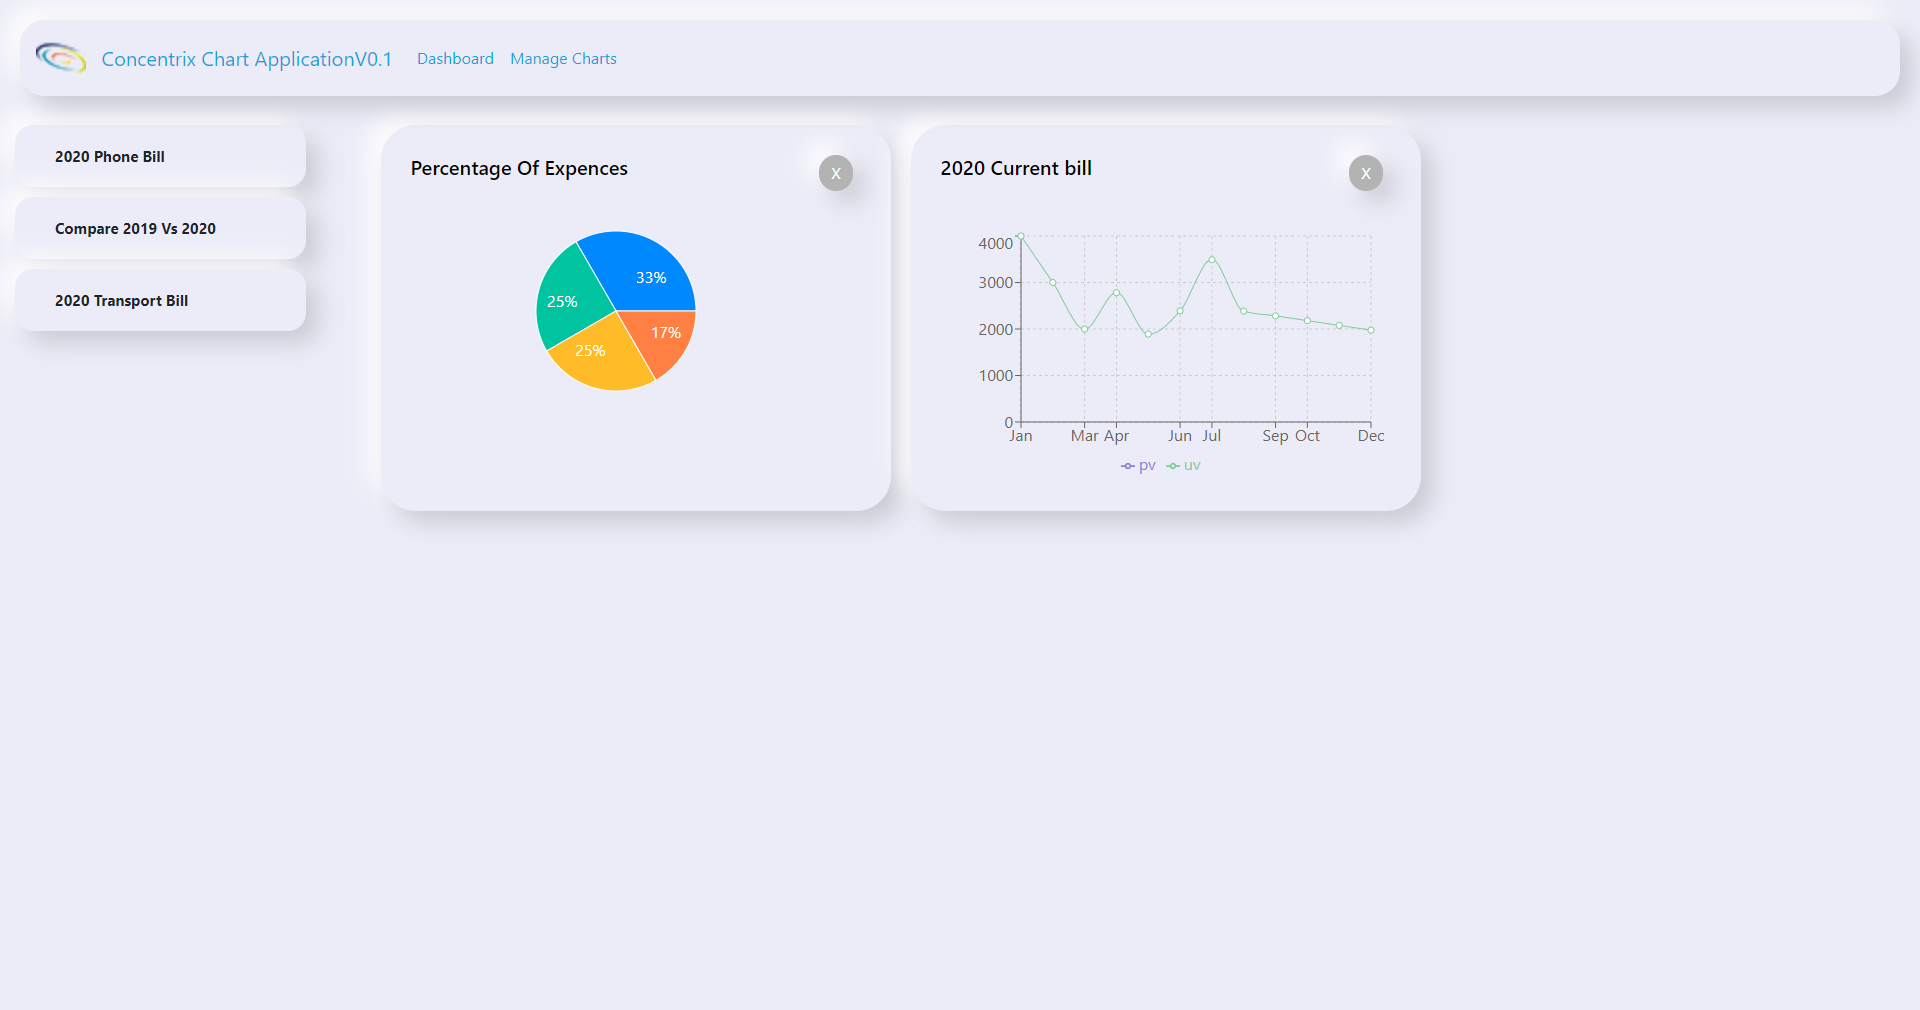 Concentrix Chart ApplicationV0.1
Dashboard
Manage Charts
2020 Phone Bill
Compare 2019 Vs 2020
2020 Transport Bill
Percentage Of Expences
X
33%
25%
17%
25%
2020 Current bill
X
4000
3000
2000
1000
0
Jan Mar Apr Jun Jul Sep Oct Dec
pv uv